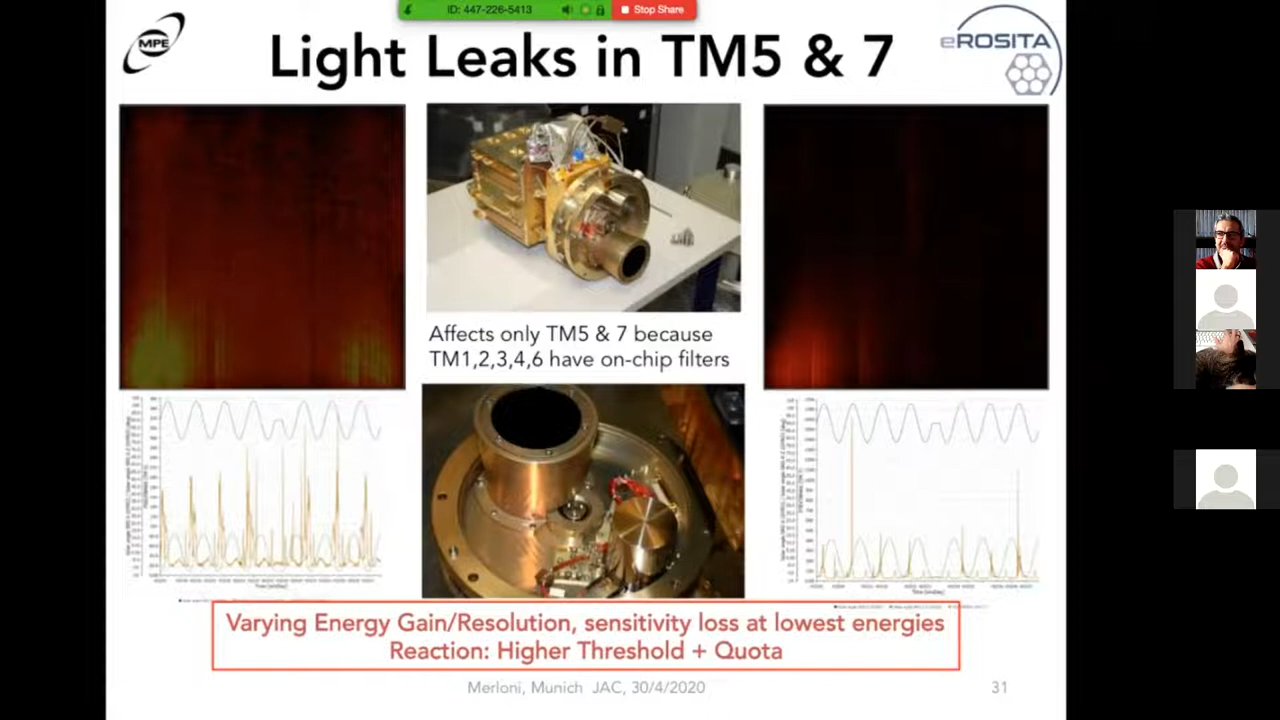 ID: 447-226-5413
Stop Share
MPE
Light Leaks in TM5 & 7
eROSITA
Affects only TM5 & 7 because
TM1,2,3,4,6 have on-chip filters
Varying Energy Gain/Resolution, sensitivity loss at lowest energies
Reaction: Higher Threshold + Quota
Merloni, Munich JAC, 30/4/2020
31